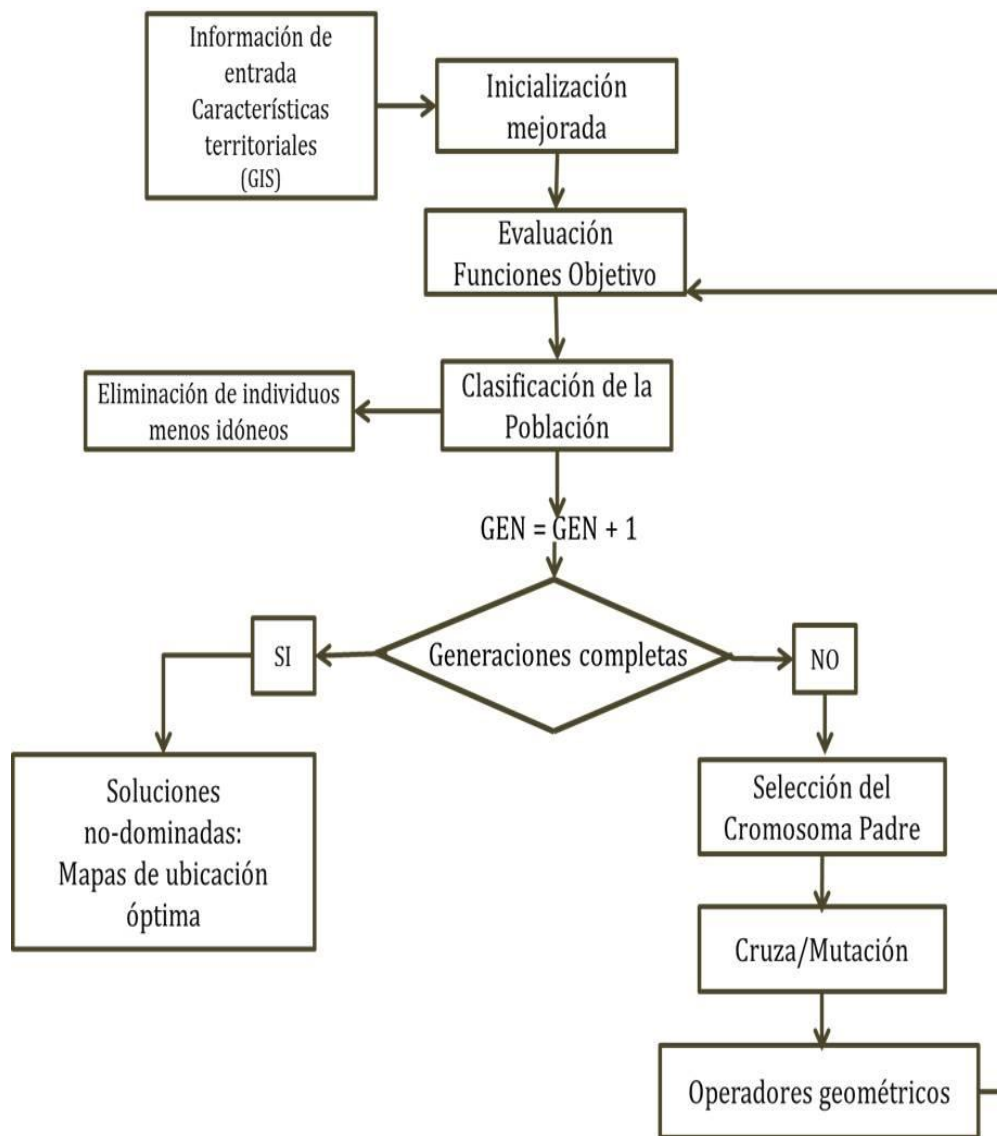 Información de
entrada
Características
territoriales
(GIS)
Inicialización
mejorada
Evaluación
Funciones Objetivo
Clasificación de la
Población
Eliminación de individuos
menos idóneos
GEN = GEN + 1
Generaciones completas
SI
NO
Soluciones
no-dominadas:
Mapas de ubicación
óptima
Selección del
Cromosoma Padre
Cruza/Mutación
Operadores geométricos